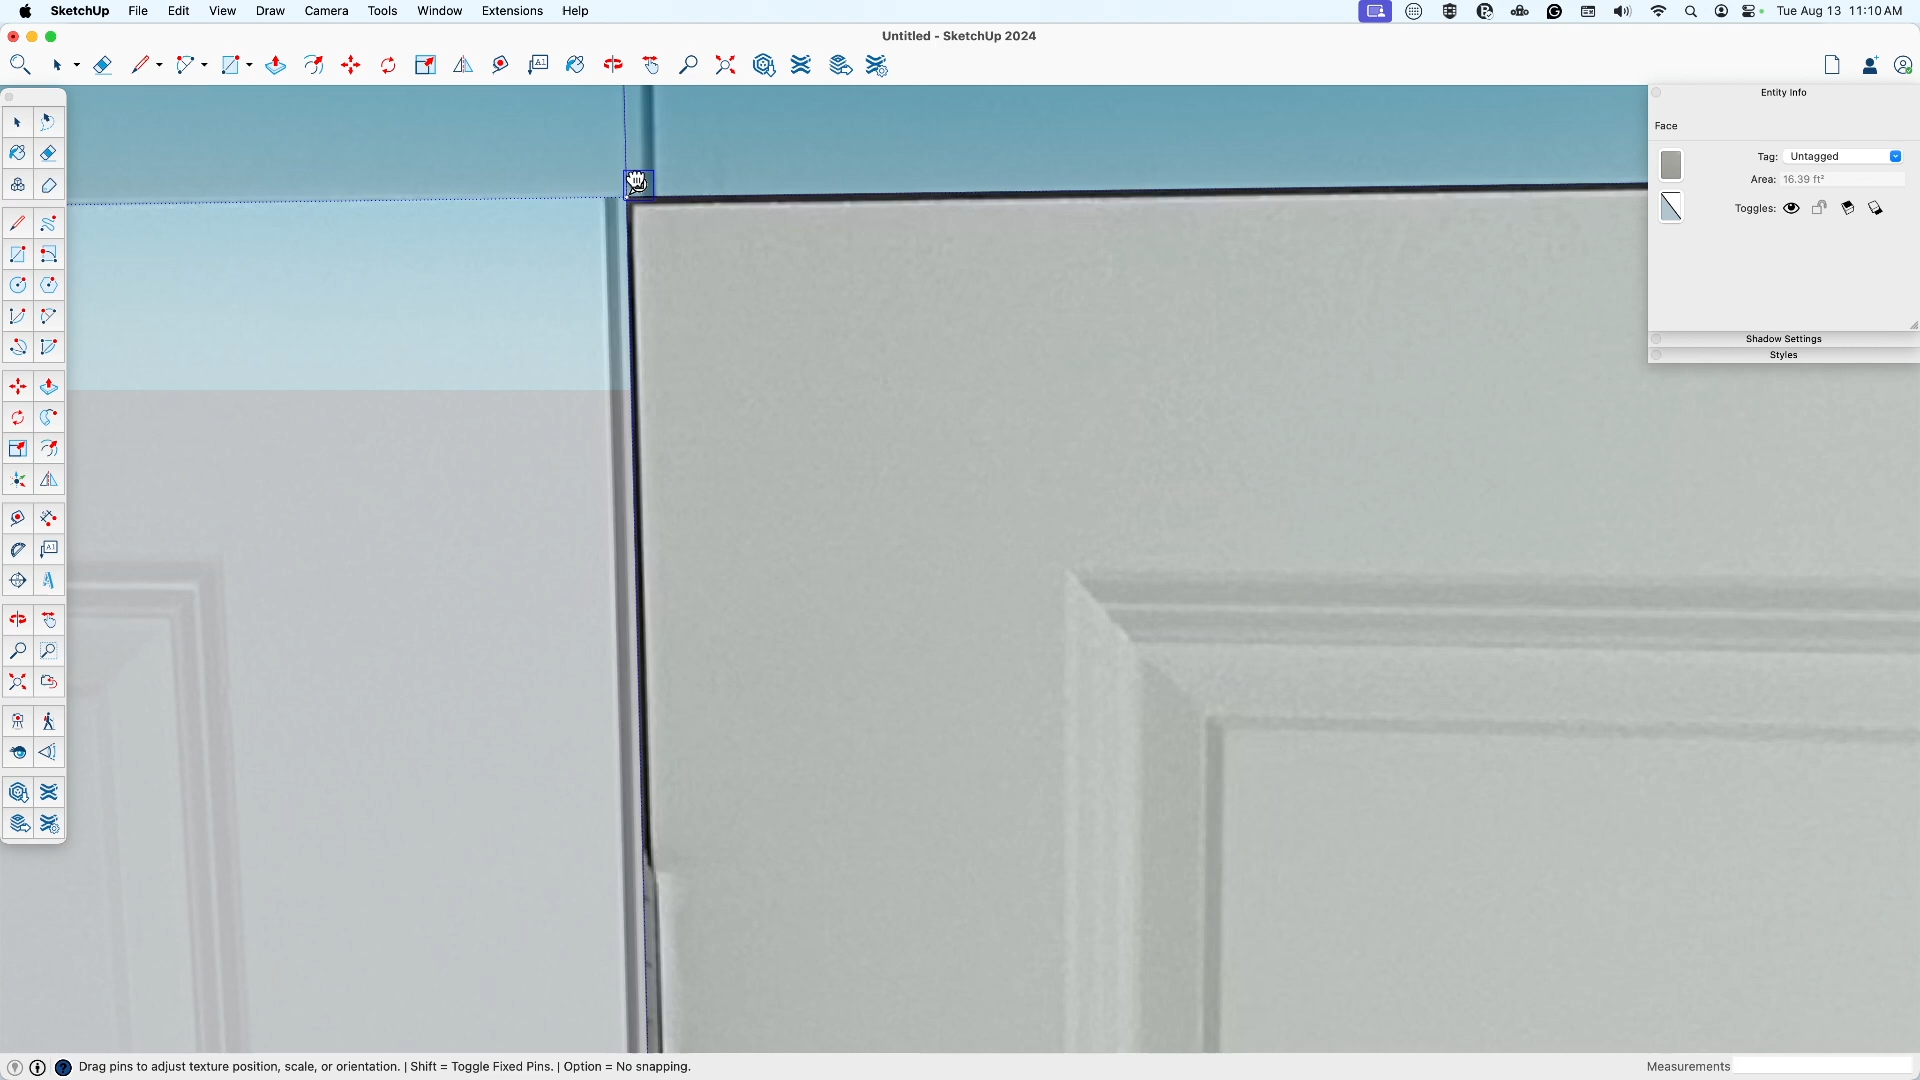 SketchUp File Edit View Draw Camera Tools Window Extensions Help Tue Aug 13 11:10 AM
Untitled - SketchUp 2024
Entity Info
Face
Tag: Untagged
Area: 16.39 ft²
Toggles:
Shadow Settings
Styles
Drag pins to adjust texture position, scale, or orientation. | Shift = Toggle Fixed Pins. | Option = No snapping. Measurements